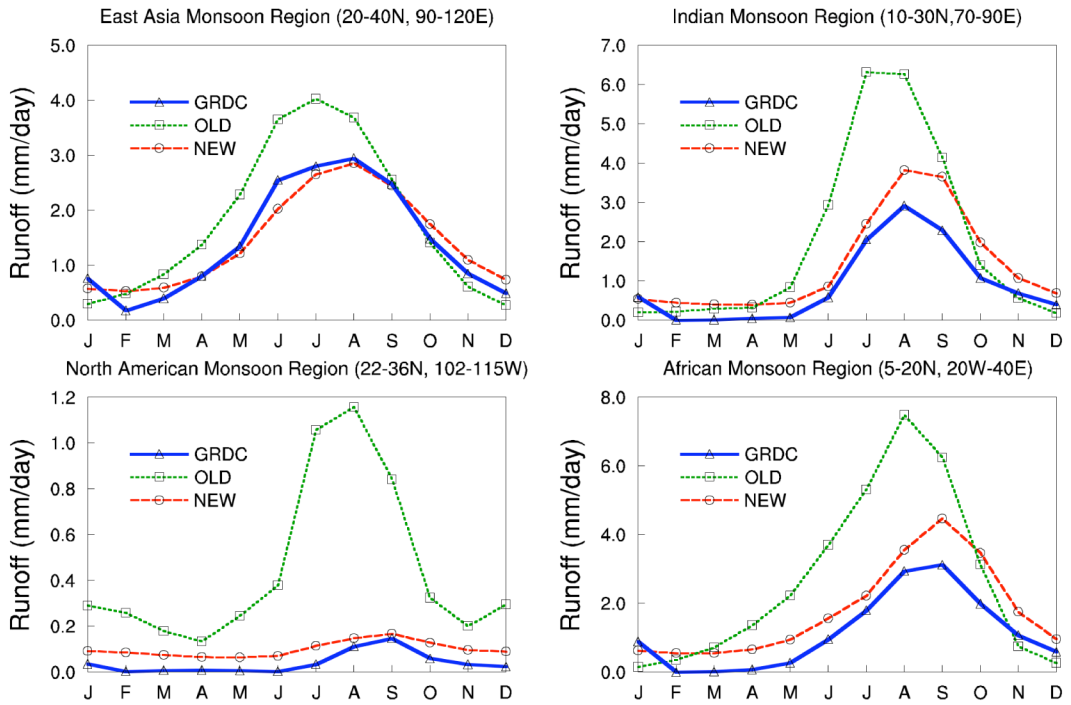 East Asia Monsoon Region (20-40N, 90-120E)
5.0
4.0
3.0
2.0
1.0
0.0
Runoff (mm/day)
GRDC
OLD
NEW
J F M A M J J A S O N D
Indian Monsoon Region (10-30N,70-90E)
7.0
6.0
5.0
4.0
3.0
2.0
1.0
0.0
Runoff (mm/day)
GRDC
OLD
NEW
J F M A M J J A S O N D
North American Monsoon Region (22-36N, 102-115W)
1.2
1.0
0.8
0.6
0.4
0.2
0.0
Runoff (mm/day)
GRDC
OLD
NEW
J F M A M J J A S O N D
African Monsoon Region (5-20N, 20W-40E)
8.0
6.0
4.0
2.0
0.0
Runoff (mm/day)
GRDC
OLD
NEW
J F M A M J J A S O N D